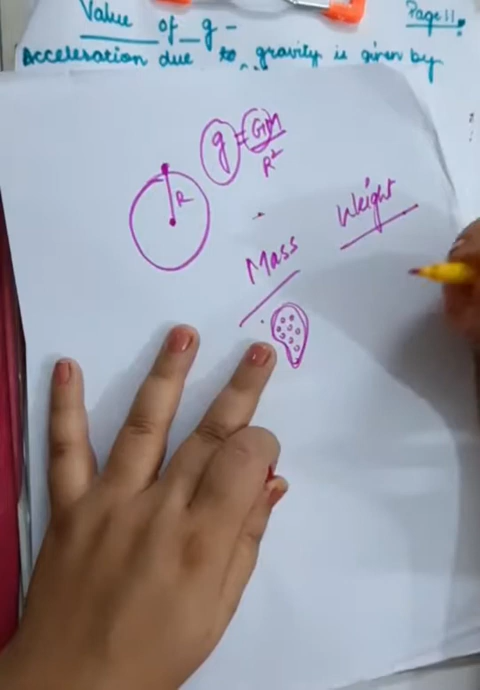 Value of g -
Page 11.
Acceleration due to gravity is given by
g = GM
R²
R
Mass
Weight